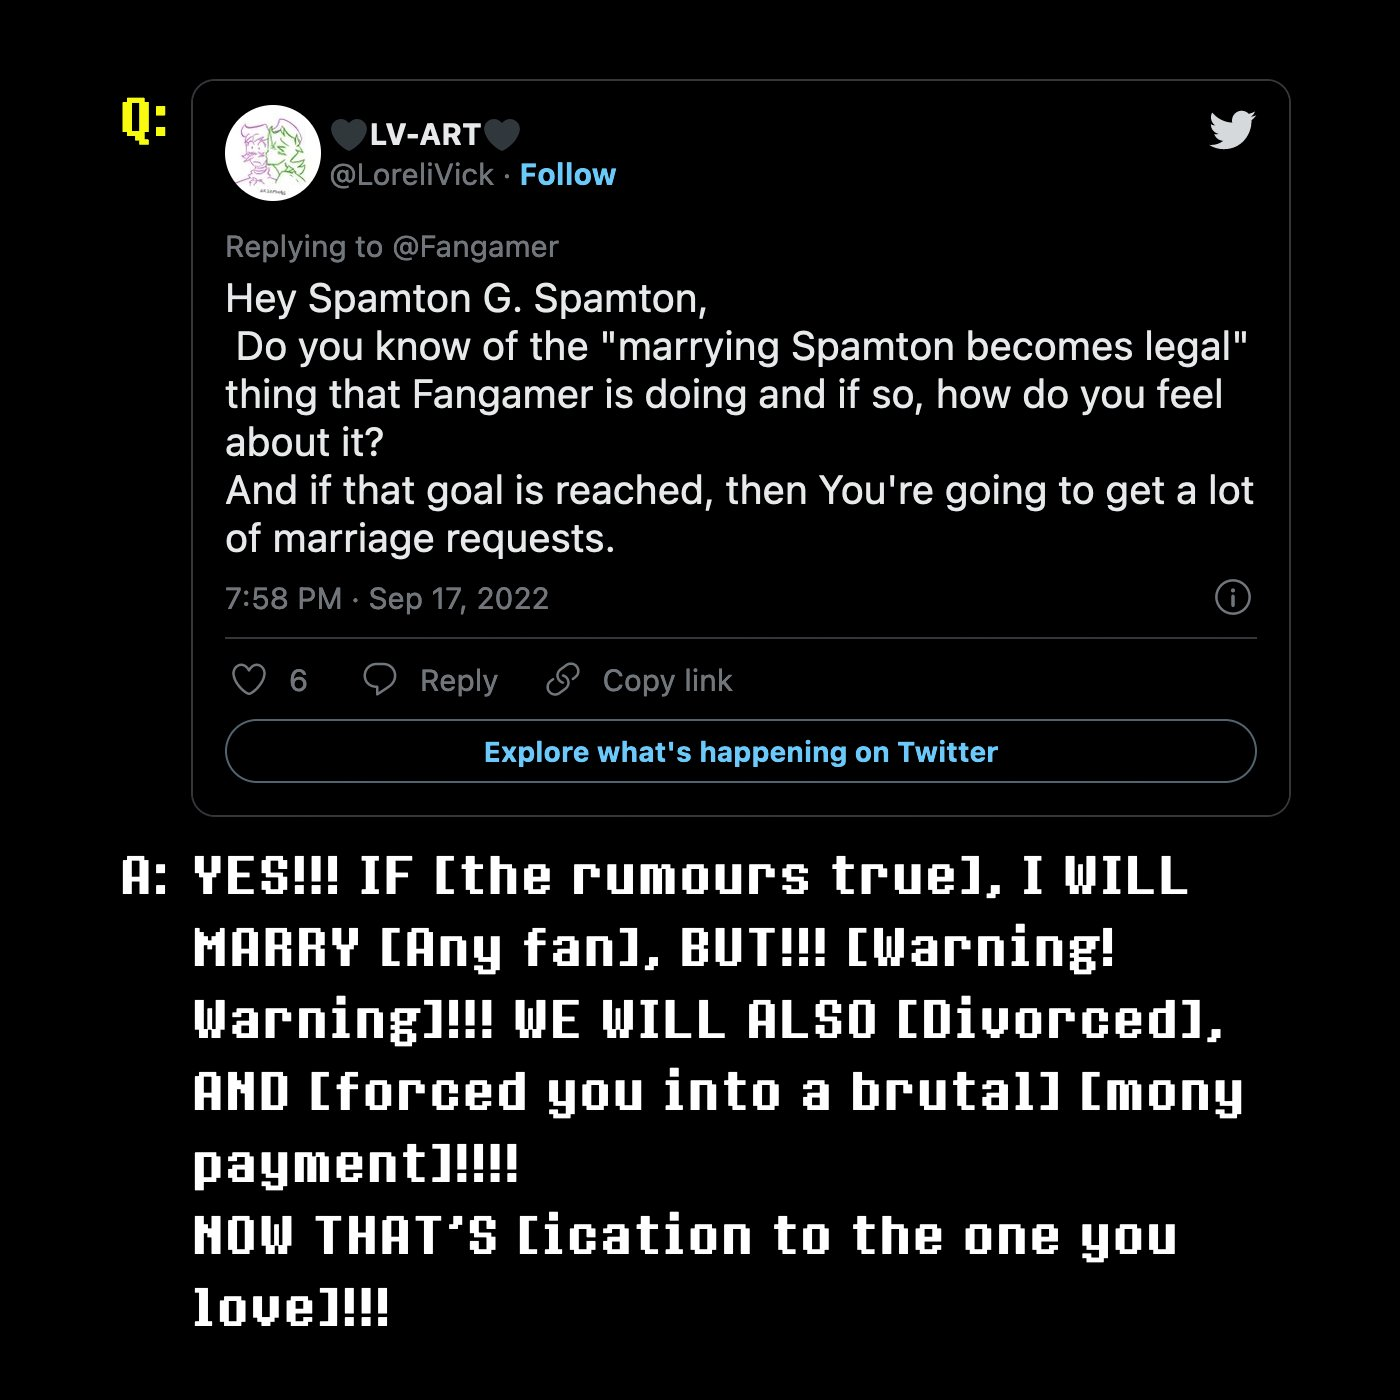 Q:
🖤LV-ART🖤
@LoreliVick · Follow
Replying to @Fangamer
Hey Spamton G. Spamton,
Do you know of the "marrying Spamton becomes legal"
thing that Fangamer is doing and if so, how do you feel
about it?
And if that goal is reached, then You're going to get a lot
of marriage requests.
7:58 PM · Sep 17, 2022
6 Reply Copy link
Explore what's happening on Twitter
A: YES!!! IF [the rumours true], I WILL
MARRY [Any fan], BUT!!! [Warning!
Warning]!!! WE WILL ALSO [Divorced],
AND [forced you into a brutal] [mony
payment]!!!!
NOW THAT'S [ication to the one you
love]!!!